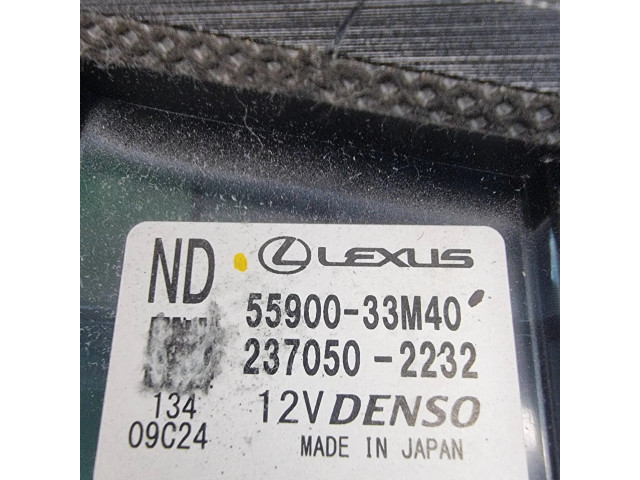 ND LEXUS
55900-33M40
237050-2232
134 12V DENSO
09C24 MADE IN JAPAN